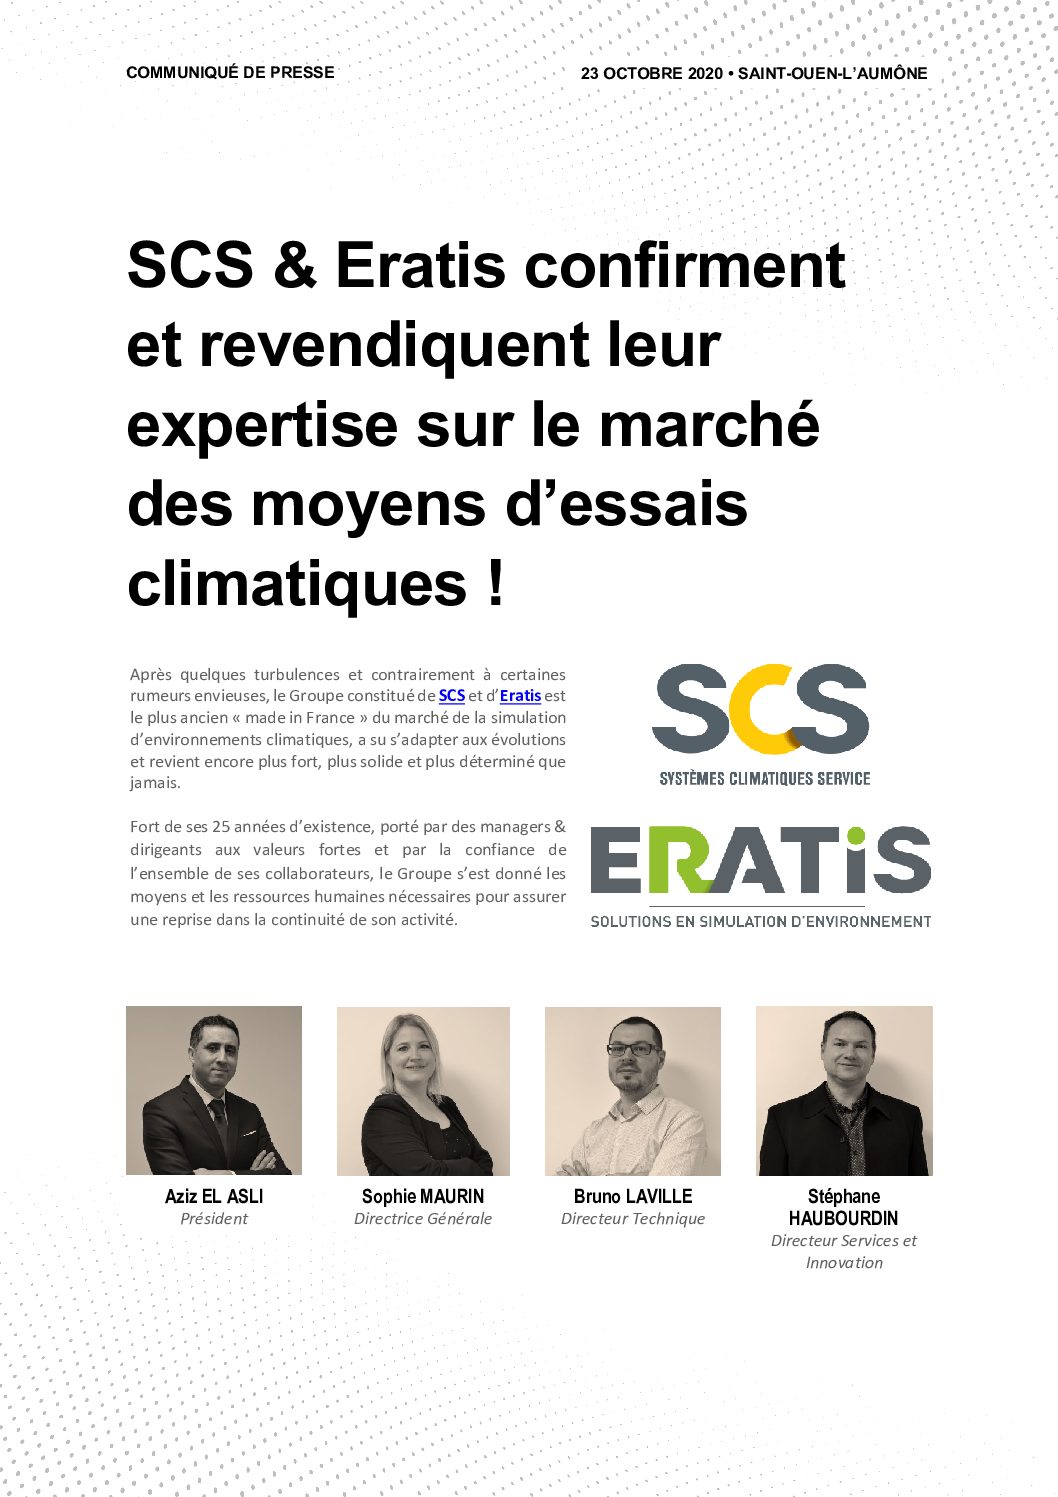 COMMUNIQUÉ DE PRESSE
23 OCTOBRE 2020 • SAINT-OUEN-L’AUMÔNE
SCS & Eratis confirment
et revendiquent leur
expertise sur le marché
des moyens d’essais
climatiques !
Après quelques turbulences et contrairement à certaines
rumeurs envieuses, le Groupe constitué de SCS et d’Eratis est
le plus ancien « made in France » du marché de la simulation
d’environnements climatiques, a su s’adapter aux évolutions
et revient encore plus fort, plus solide et plus déterminé que
jamais.
Fort de ses 25 années d’existence, porté par des managers &
dirigeants aux valeurs fortes et par la confiance de
l’ensemble de ses collaborateurs, le Groupe s’est donné les
moyens et les ressources humaines nécessaires pour assurer
une reprise dans la continuité de son activité.
SCS
SYSTÈMES CLIMATIQUES SERVICE
ERATiS
SOLUTIONS EN SIMULATION D’ENVIRONNEMENT
Aziz EL ASLI
Président
Sophie MAURIN
Directrice Générale
Bruno LAVILLE
Directeur Technique
Stéphane
HAUBOURDIN
Directeur Services et
Innovation